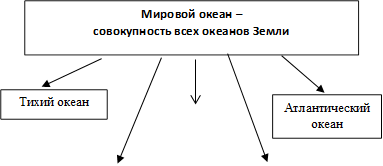 Мировой океан –
совокупность всех океанов Земли
Тихий океан
Атлантический
океан